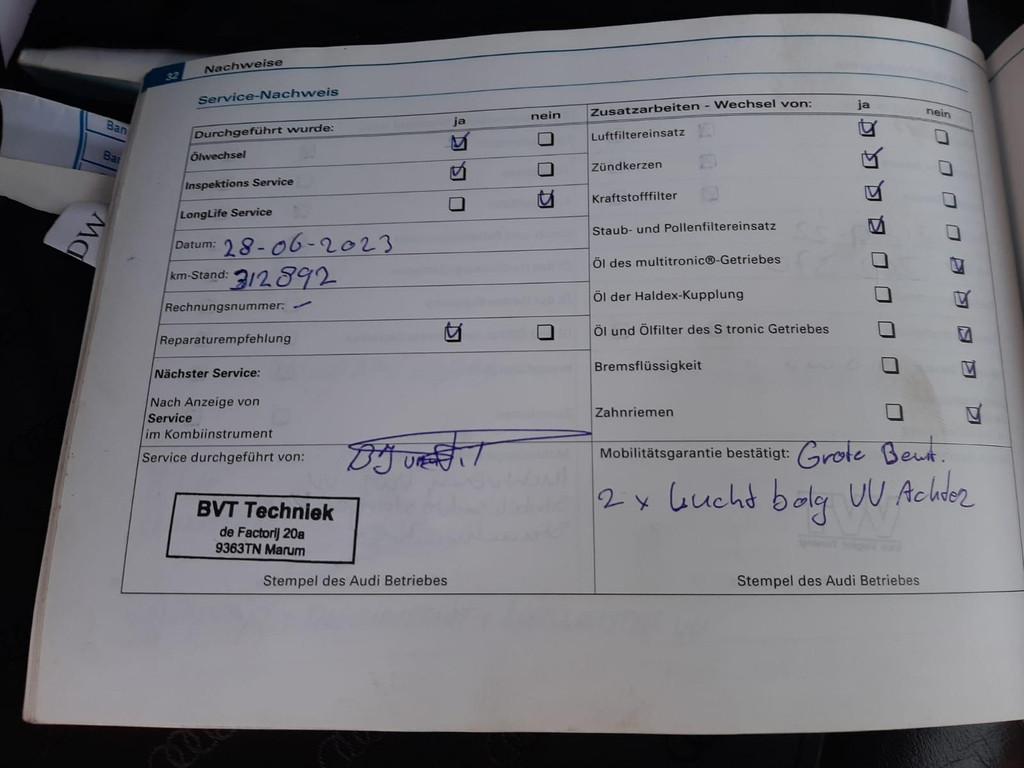 32 Nachweise
Service-Nachweis
Durchgeführt wurde: ja nein
Ölwechsel
Inspektions Service
LongLife Service
Datum: 28-06-2023
km-Stand: 312892
Rechnungsnummer: -
Reparaturempfehlung
Nächster Service:
Nach Anzeige von
Service
im Kombiinstrument
Service durchgeführt von:
BVT Techniek
de Factorij 20a
9363TN Marum
Stempel des Audi Betriebes
Zusatzarbeiten - Wechsel von: ja nein
Luftfiltereinsatz
Zündkerzen
Kraftstofffilter
Staub- und Pollenfiltereinsatz
Öl des multitronic®-Getriebes
Öl der Haldex-Kupplung
Öl und Ölfilter des S tronic Getriebes
Bremsflüssigkeit
Zahnriemen
Mobilitätsgarantie bestätigt: Grote Beurt.
2 x Lucht balg VV Achter
Stempel des Audi Betriebes
Ban
Ban
DW